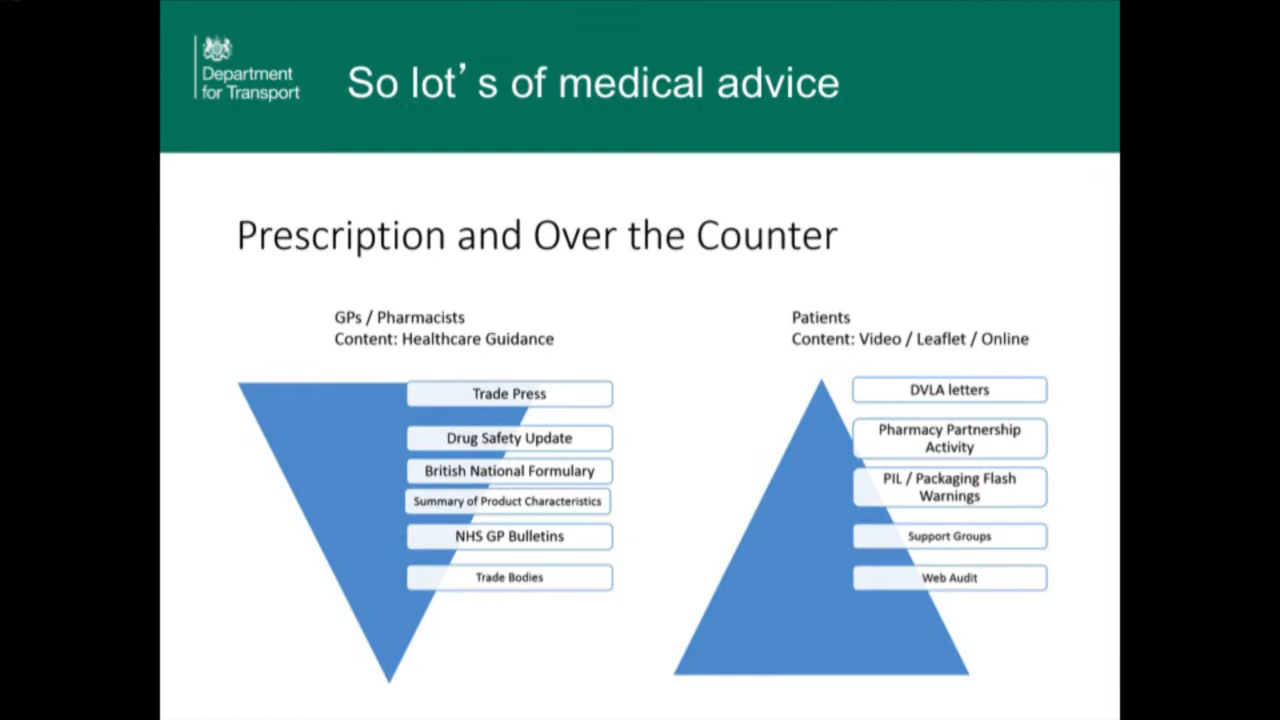 Department
for Transport
So lot’s of medical advice
Prescription and Over the Counter
GPs / Pharmacists
Content: Healthcare Guidance
Trade Press
Drug Safety Update
British National Formulary
Summary of Product Characteristics
NHS GP Bulletins
Trade Bodies
Patients
Content: Video / Leaflet / Online
DVLA letters
Pharmacy Partnership
Activity
PIL / Packaging Flash
Warnings
Support Groups
Web Audit